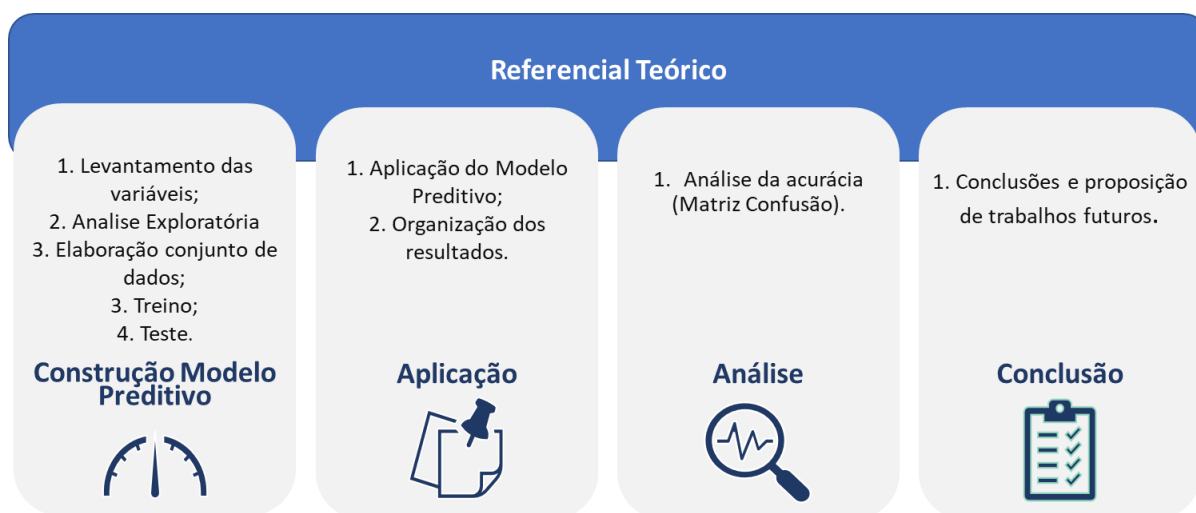 Referencial Teórico
1. Levantamento das
variáveis;
2. Analise Exploratória
3. Elaboração conjunto de
dados;
3. Treino;
4. Teste.
Construção Modelo
Preditivo
1. Aplicação do Modelo
Preditivo;
2. Organização dos
resultados.
Aplicação
1. Análise da acurácia
(Matriz Confusão).
Análise
1. Conclusões e proposição
de trabalhos futuros.
Conclusão